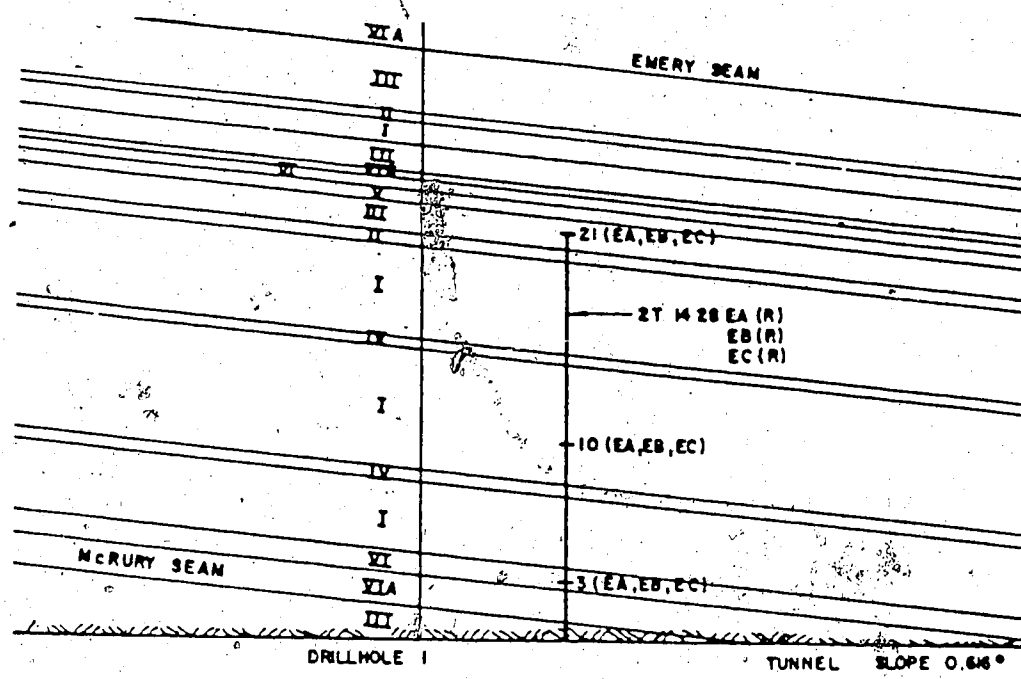 VIA
EMERY SEAM
III
II
I
III
VI
V
III
II
21 (EA, EB, EC)
I
2T 14 28 EA (R)
EB (R)
EC (R)
IV
I
10 (EA, EB, EC)
IV
I
VI
McRURY SEAM
3 (EA, EB, EC)
VIA
III
DRILLHOLE 1
TUNNEL SLOPE 0.616°